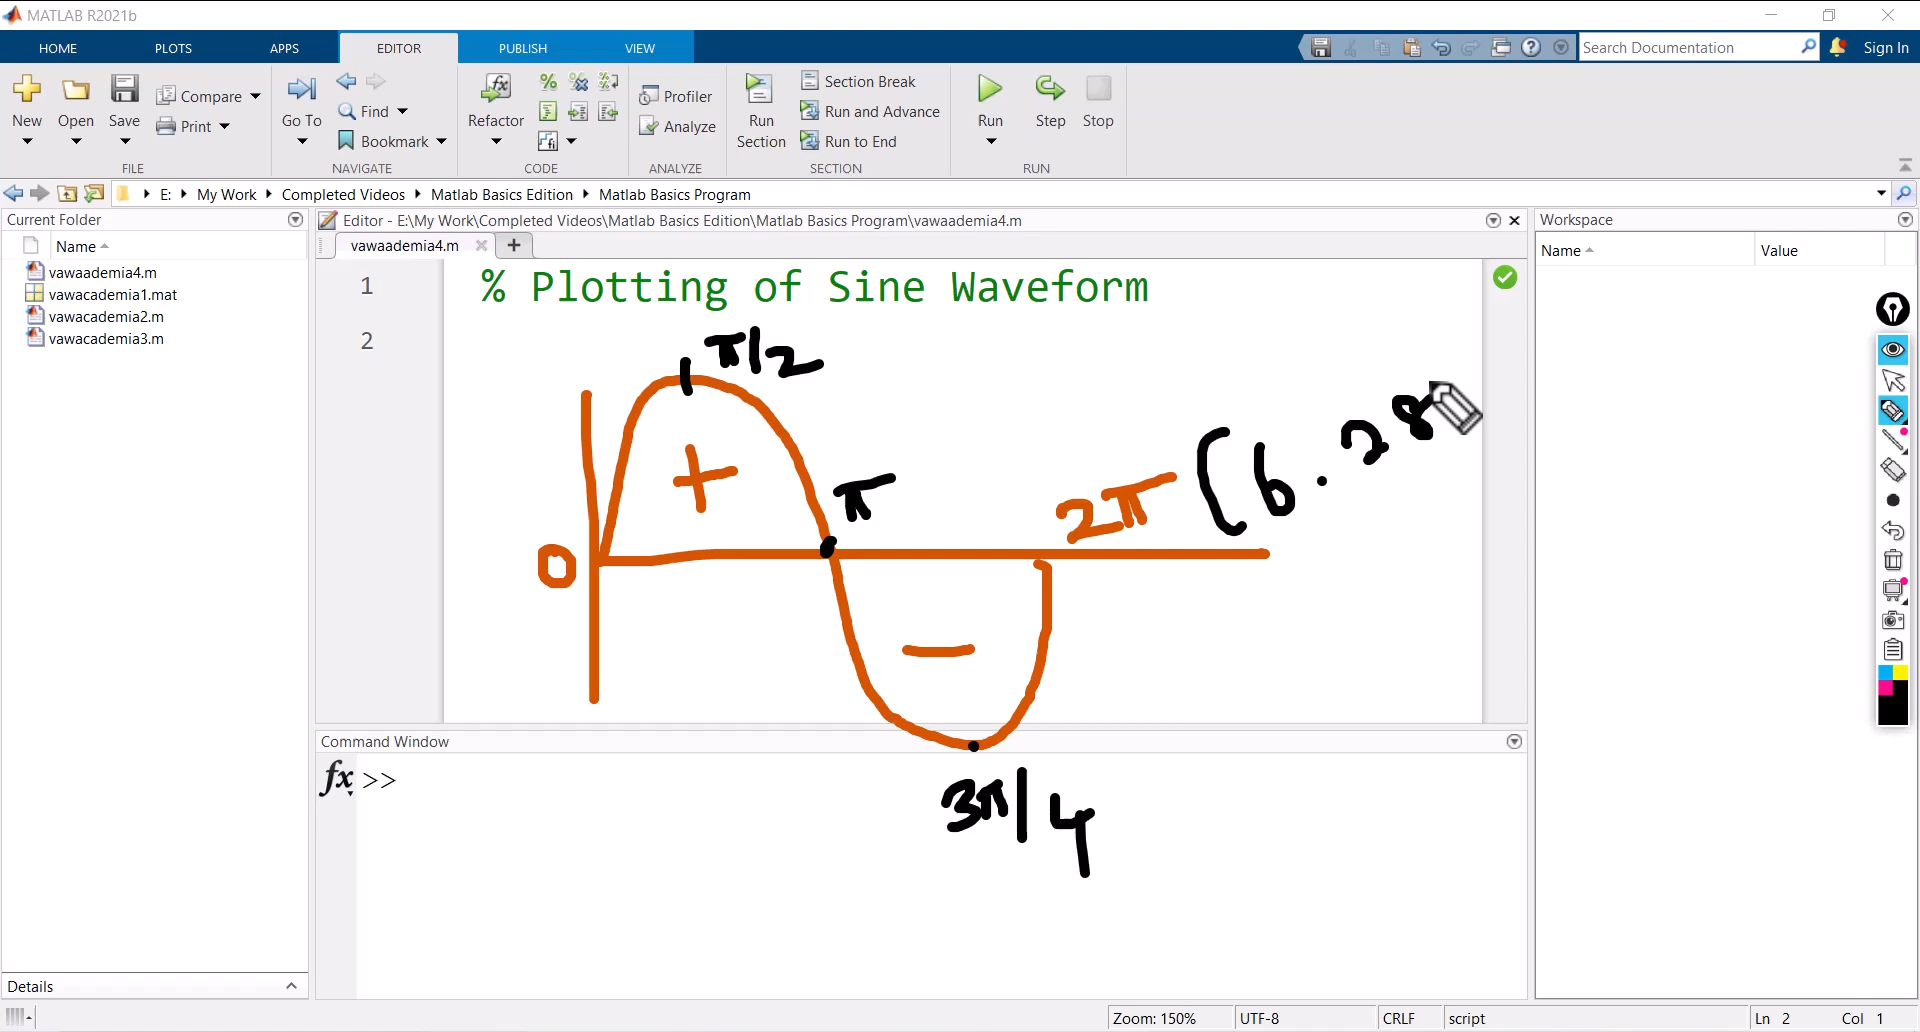 MATLAB R2021b
HOME PLOTS APPS EDITOR PUBLISH VIEW
Search Documentation
Sign In
New Open Save Compare Print
Go To Find Bookmark
Refactor
Profiler Analyze
Run Section
Section Break
Run and Advance
Run to End
Run Step Stop
FILE NAVIGATE CODE ANALYZE SECTION RUN
E: My Work Completed Videos Matlab Basics Edition Matlab Basics Program
Current Folder
Name
vawaademia4.m
vawacademia1.mat
vawacademia2.m
vawacademia3.m
Details
Editor - E:\My Work\Completed Videos\Matlab Basics Edition\Matlab Basics Program\vawaademia4.m
vawaademia4.m
1 % Plotting of Sine Waveform
2
π/2
+
π
2π (6.28
0
−
3π/4
Command Window
fx >>
Workspace
Name Value
Zoom: 150% UTF-8 CRLF script Ln 2 Col 1